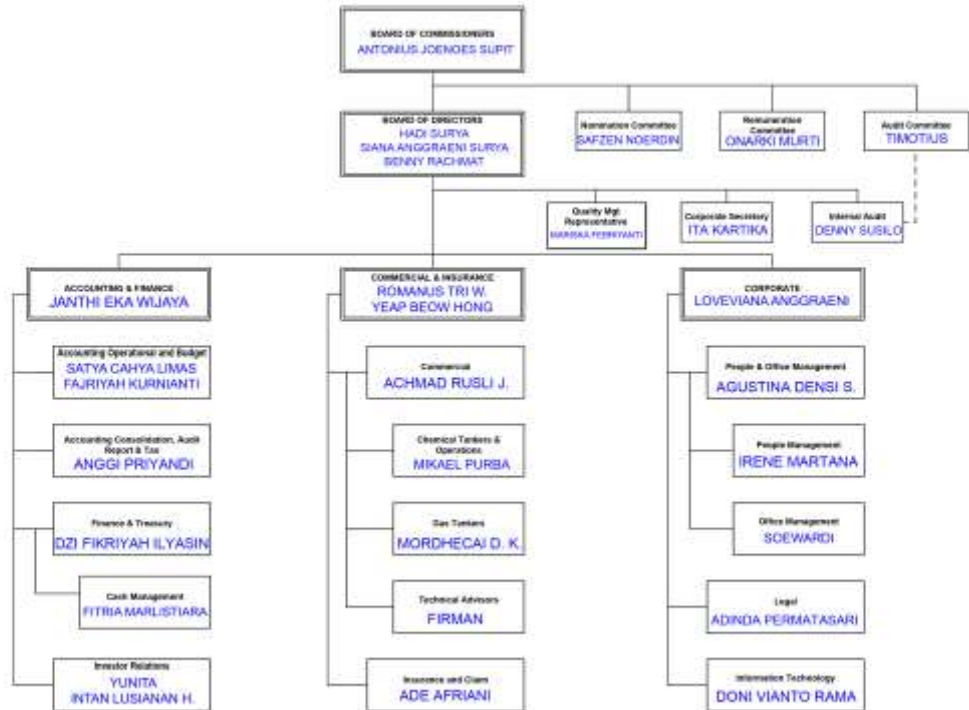 BOARD OF COMMISSIONERS
ANTONIUS JOENOES SUPIT
BOARD OF DIRECTORS
HADI SURYA
SIANA ANGGRAENI SURYA
BENNY RACHMAT
Nomination Committee
SAFZEN NOERDIN
Remuneration
Committee
ONARKI MURTI
Audit Committee
TIMOTIUS
Quality Mgt
Representative
MARISKA FEBRIYANTI
Corporate Secretary
ITA KARTIKA
Internal Audit
DENNY SUSILO
ACCOUNTING & FINANCE
JANTHI EKA WIJAYA
COMMERCIAL & INSURANCE
ROMANUS TRI W.
YEAP BEOW HONG
CORPORATE
LOVEVIANA ANGGRAENI
Accounting Operational and Budget
SATYA CAHYA LIMAS
FAJRIYAH KURNIANTI
Accounting Consolidation, Audit
Report & Tax
ANGGI PRIYANDI
Finance & Treasury
DZI FIKRIYAH ILYASIN
Cash Management
FITRIA MARLISTIARA
Investor Relations
YUNITA
INTAN LUSIANAN H.
Commercial
ACHMAD RUSLI J.
Chemical Tankers &
Operations
MIKAEL PURBA
Gas Tankers
MORDHECAI D. K.
Technical Advisors
FIRMAN
Insurance and Claim
ADE AFRIANI
People & Office Management
AGUSTINA DENSI S.
People Management
IRENE MARTANA
Office Management
SOEWARDI
Legal
ADINDA PERMATASARI
Information Technology
DONI VIANTO RAMA